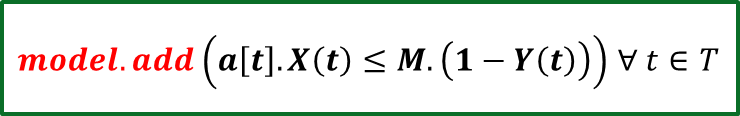 model.add(a[t].X(t) ≤ M.(1 − Y(t))) ∀ t ∈ T